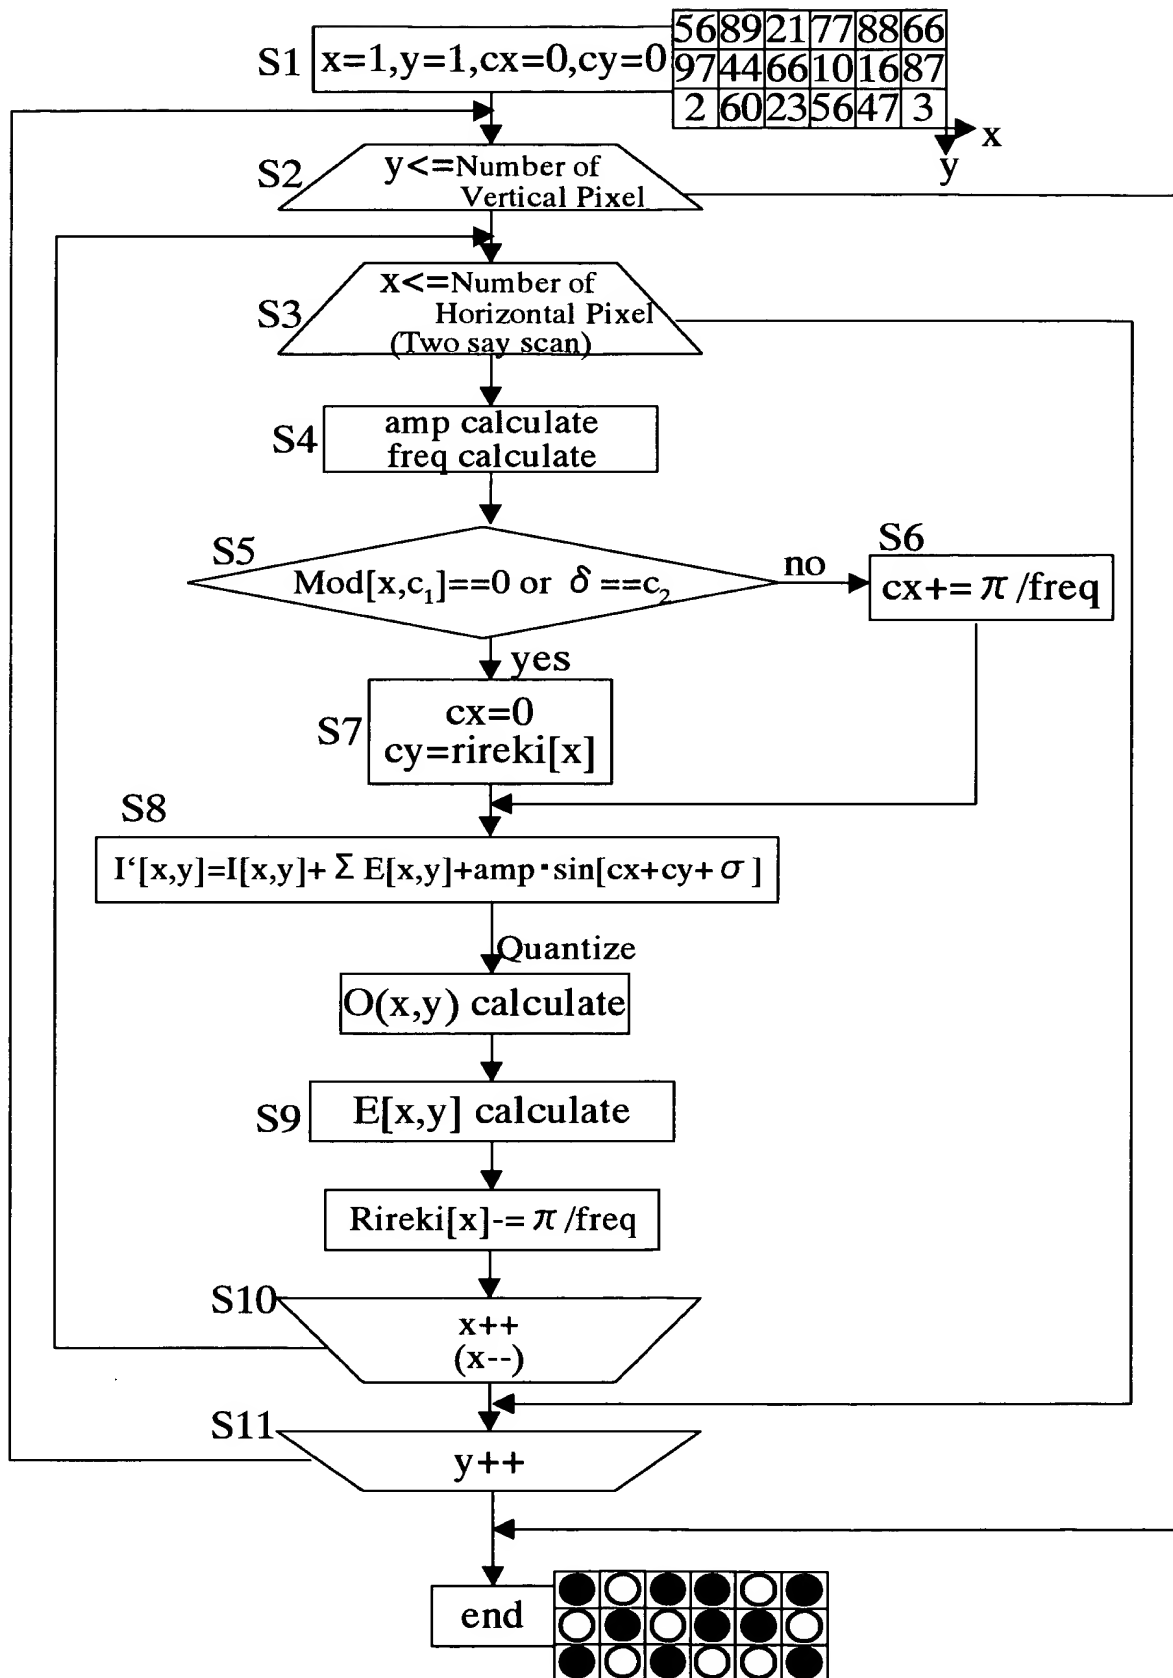 S1
x=1,y=1,cx=0,cy=0
56 89 21 77 88 66
97 44 66 10 16 87
2 60 23 56 47 3
x
y
S2
y<=Number of
Vertical Pixel
S3
x<=Number of
Horizontal Pixel
(Two say scan)
S4
amp calculate
freq calculate
S5
Mod[x,c₁]==0 or δ==c₂
no
S6
cx+=π/freq
yes
S7
cx=0
cy=rireki[x]
S8
I‘[x,y]=I[x,y]+ΣE[x,y]+amp・sin[cx+cy+σ]
Quantize
O(x,y) calculate
S9
E[x,y] calculate
Rireki[x]-=π/freq
S10
x++
(x--)
S11
y++
end